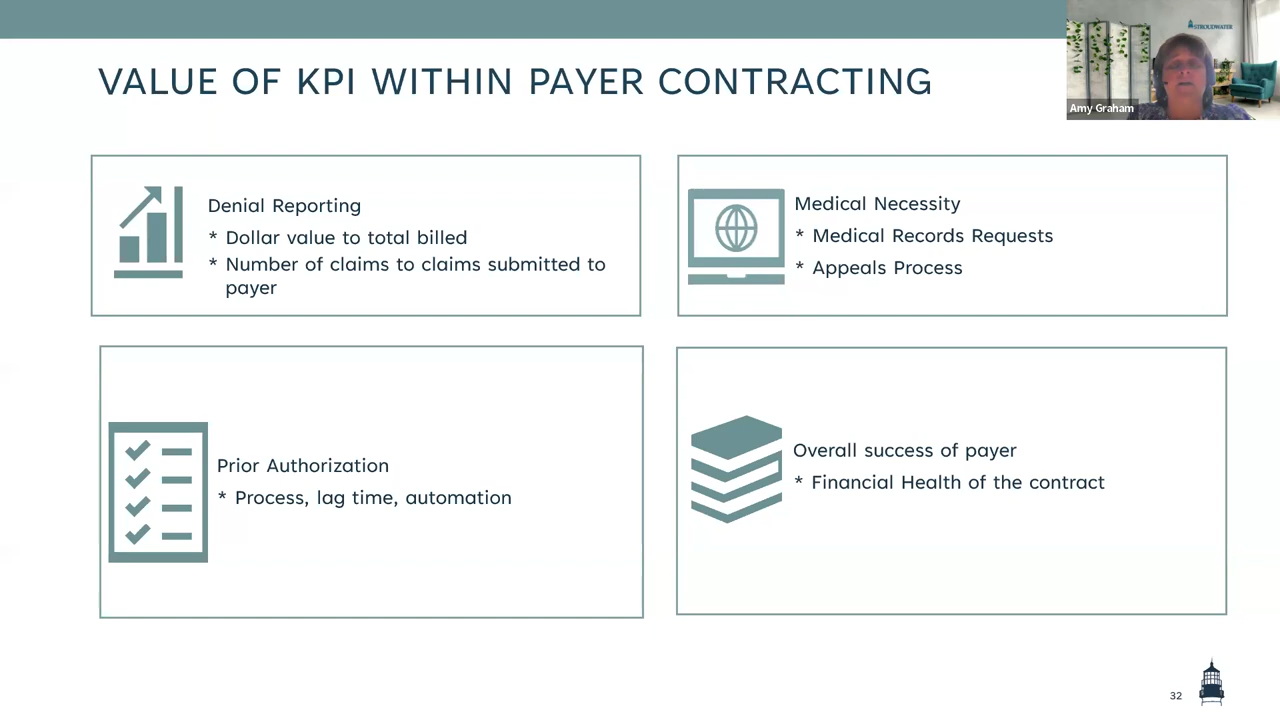 STROUDWATER
VALUE OF KPI WITHIN PAYER CONTRACTING
Amy Graham
Denial Reporting
* Dollar value to total billed
* Number of claims to claims submitted to
payer
Medical Necessity
* Medical Records Requests
* Appeals Process
Prior Authorization
* Process, lag time, automation
Overall success of payer
* Financial Health of the contract
32